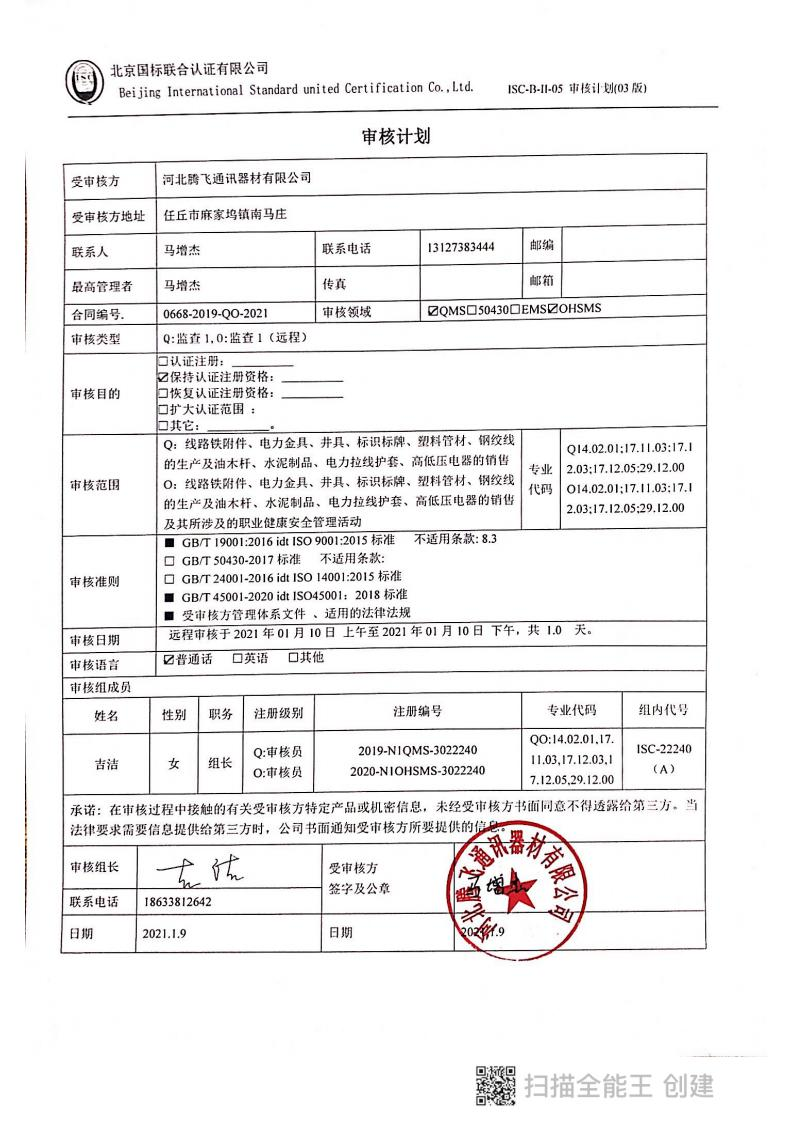 北京国标联合认证有限公司
Beijing International Standard united Certification Co.,Ltd. ISC-B-II-05 审核计划(03 版)
审核计划
受审核方 河北腾飞通讯器材有限公司
受审核方地址 任丘市麻家坞镇南马庄
联系人 马增杰 联系电话 13127383444 邮编
最高管理者 马增杰 传真 邮箱
合同编号. 0668-2019-QO-2021 审核领域 ☑QMS□50430□EMS☑OHSMS
审核类型 Q:监查 1,O:监查 1（远程）
审核目的
□认证注册：
☑保持认证注册资格：
□恢复认证注册资格：
□扩大认证范围 ：
□其它： 。
审核范围
Q：线路铁附件、电力金具、井具、标识标牌、塑料管材、钢绞线
的生产及油木杆、水泥制品、电力拉线护套、高低压电器的销售
O：线路铁附件、电力金具、井具、标识标牌、塑料管材、钢绞线
的生产及油木杆、水泥制品、电力拉线护套、高低压电器的销售
及其所涉及的职业健康安全管理活动
专业
代码
Q14.02.01;17.11.03;17.1
2.03;17.12.05;29.12.00
O14.02.01;17.11.03;17.1
2.03;17.12.05;29.12.00
审核准则
■ GB/T 19001:2016 idt ISO 9001:2015 标准 不适用条款: 8.3
□ GB/T 50430-2017 标准 不适用条款:
□ GB/T 24001-2016 idt ISO 14001:2015 标准
■ GB/T 45001-2020 idt ISO45001：2018 标准
■ 受审核方管理体系文件 、适用的法律法规
审核日期 远程审核于 2021 年 01 月 10 日 上午至 2021 年 01 月 10 日 下午，共 1.0 天。
审核语言 ☑普通话 □英语 □其他
审核组成员
姓名 性别 职务 注册级别 注册编号 专业代码 组内代号
吉洁 女 组长
Q:审核员
O:审核员
2019-N1QMS-3022240
2020-N1OHSMS-3022240
QO:14.02.01,17.
11.03,17.12.03,1
7.12.05,29.12.00
ISC-22240
（A）
承诺：在审核过程中接触的有关受审核方特定产品或机密信息，未经受审核方书面同意不得透露给第三方。当
法律要求需要信息提供给第三方时，公司书面通知受审核方所要提供的信息。
审核组长 吉洁
受审核方
签字及公章
马增杰
河北腾飞通讯器材有限公司
联系电话 18633812642
日期 2021.1.9 日期 2021.1.9
扫描全能王 创建